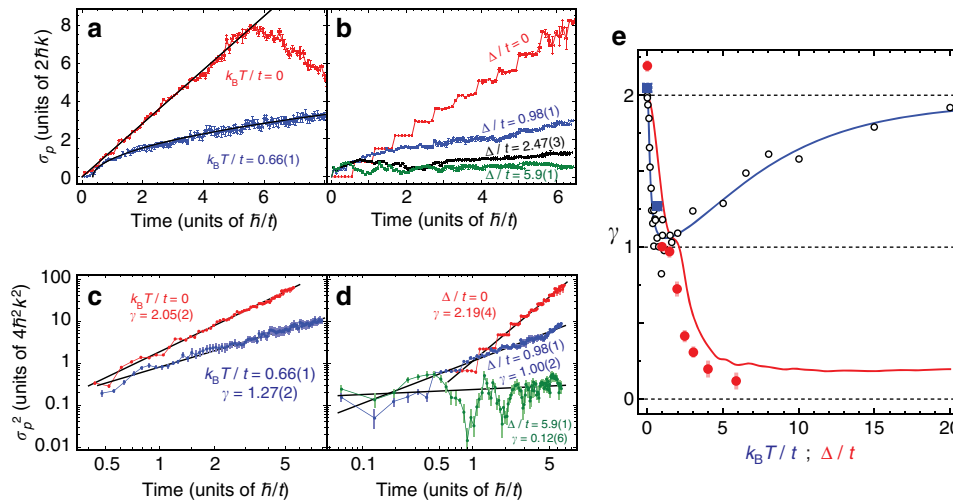 a
8
6
4
2
0
σp (units of 2ħk)
kBT / t = 0
kBT / t = 0.66(1)
0 2 4 6
Time (units of ħ/t)
b
Δ / t = 0
Δ / t = 0.98(1)
Δ / t = 2.47(3)
Δ / t = 5.9(1)
0 2 4 6
Time (units of ħ/t)
c
100
10
1
0.1
0.01
σp² (units of 4ħ²k²)
kBT / t = 0
γ = 2.05(2)
kBT / t = 0.66(1)
γ = 1.27(2)
0.5 1 5
Time (units of ħ/t)
d
Δ / t = 0
γ = 2.19(4)
Δ / t = 0.98(1)
γ = 1.00(2)
Δ / t = 5.9(1)
γ = 0.12(6)
0.1 0.5 1 5
Time (units of ħ/t)
e
2
γ 1
0
0 5 10 15 20
kBT / t ; Δ / t